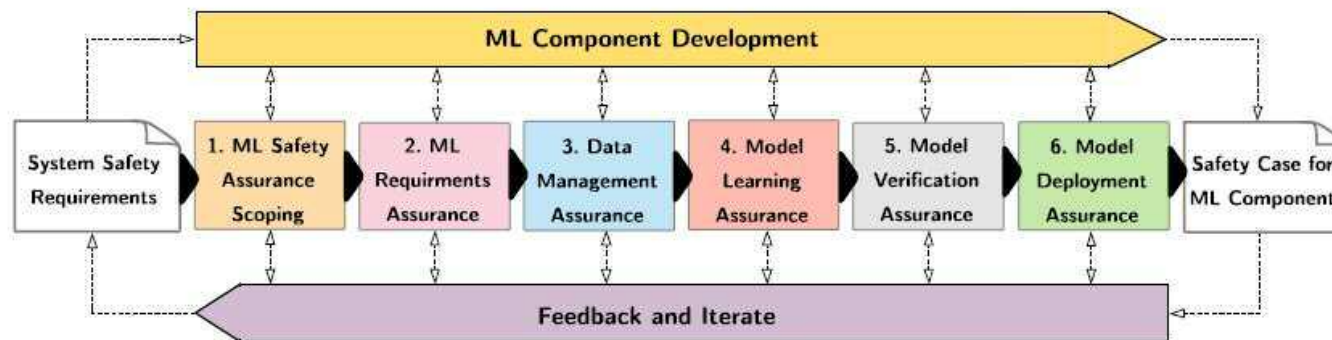 ML Component Development
System Safety
Requirements
1. ML Safety
Assurance
Scoping
2. ML
Requirments
Assurance
3. Data
Management
Assurance
4. Model
Learning
Assurance
5. Model
Verification
Assurance
6. Model
Deployment
Assurance
Safety Case for
ML Component
Feedback and Iterate